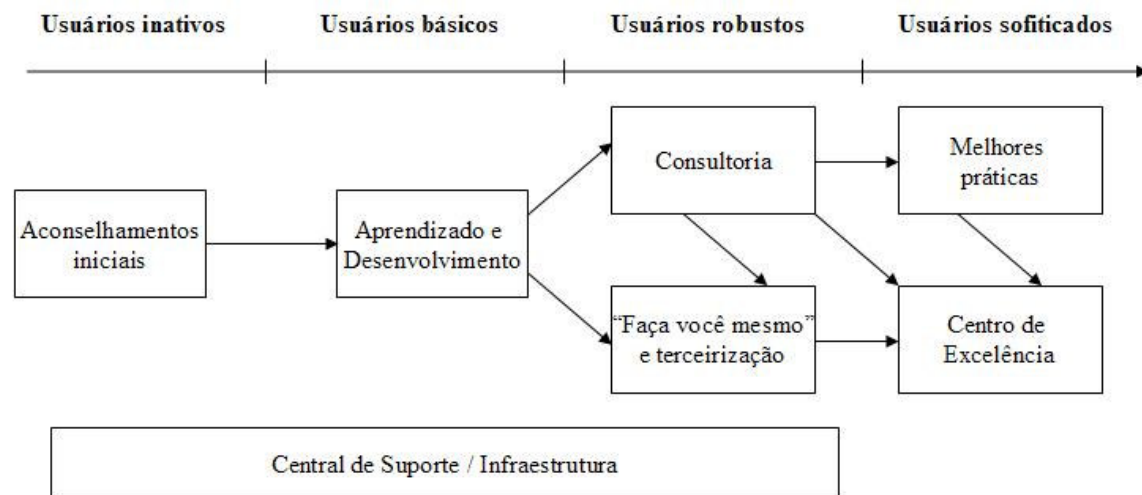 Usuários inativos
Usuários básicos
Usuários robustos
Usuários sofiticados
Aconselhamentos
iniciais
Aprendizado e
Desenvolvimento
Consultoria
Melhores
práticas
“Faça você mesmo”
e terceirização
Centro de
Excelência
Central de Suporte / Infraestrutura